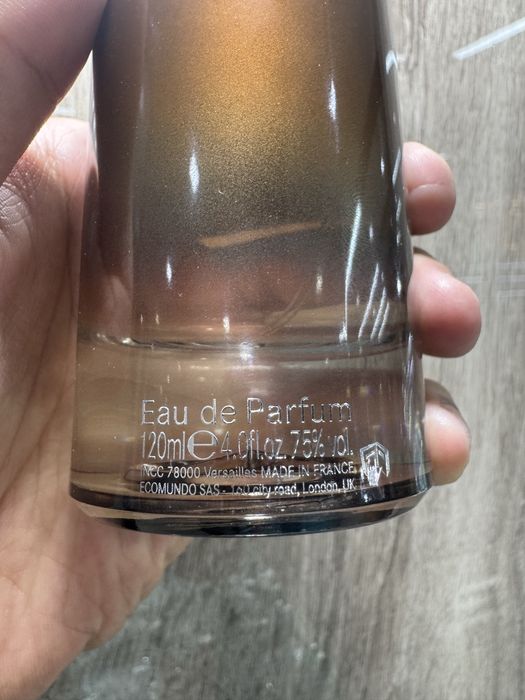 Eau de Parfum
120ml℮4.0fl.oz. 75% vol.
INCC 78000 Versailles MADE IN FRANCE
ECOMUNDO SAS - 160 city road, London, UK